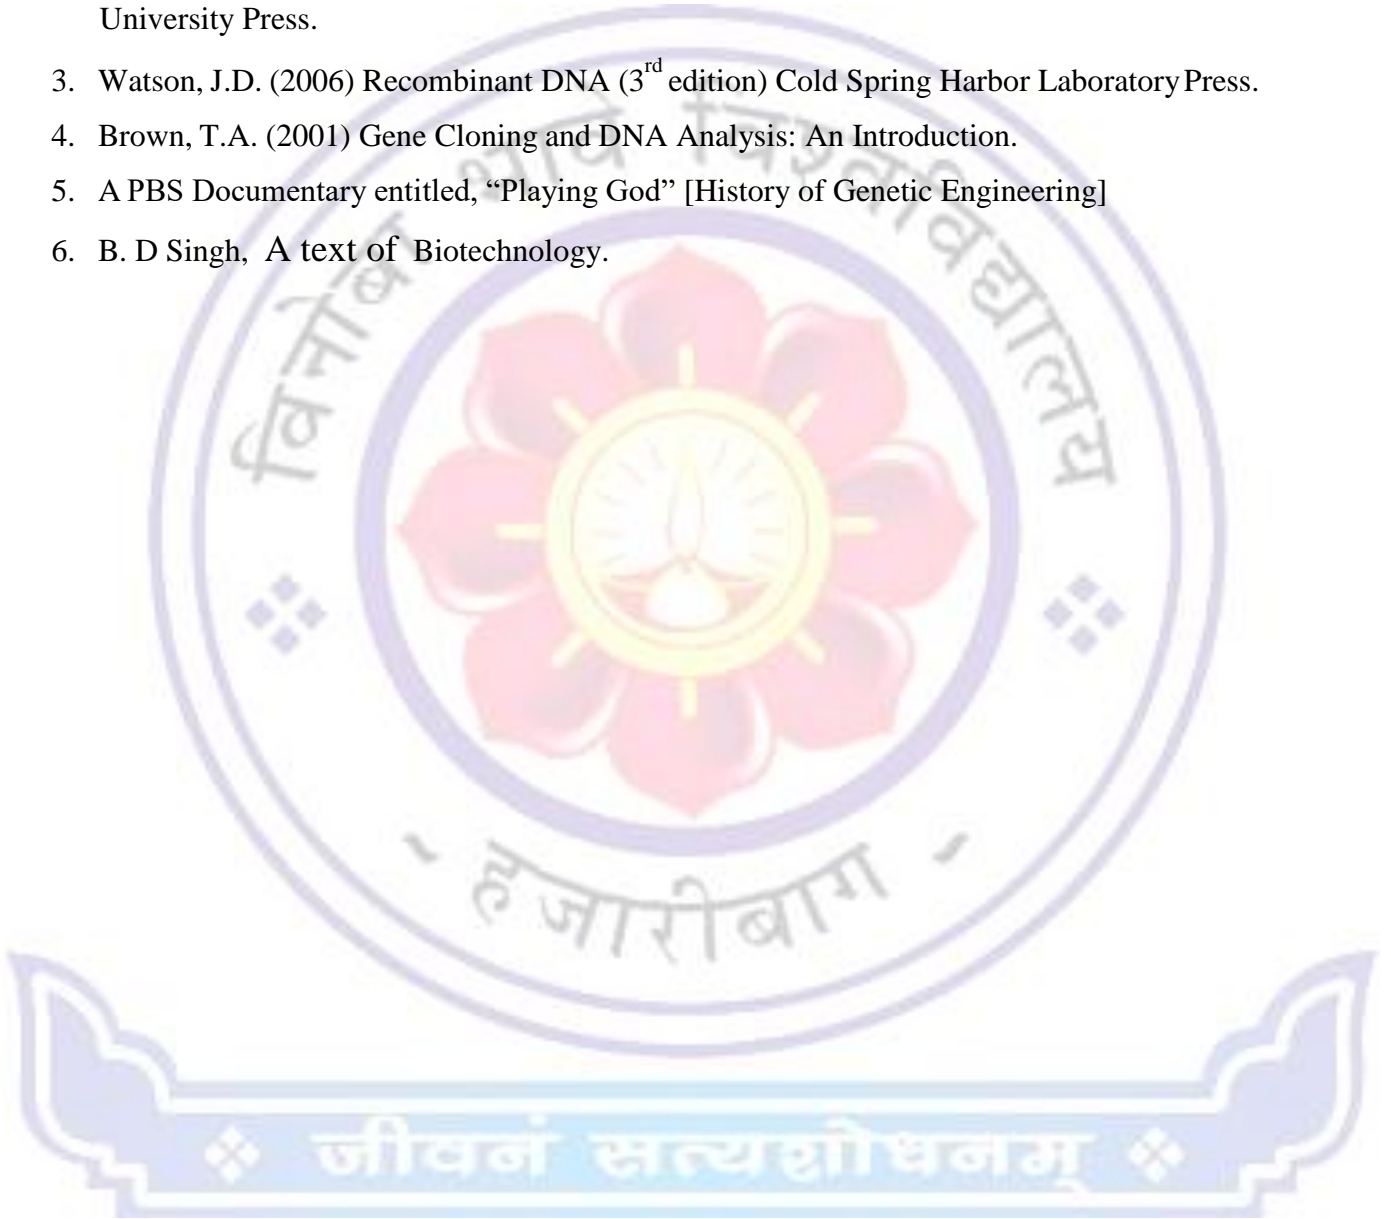 University Press.
3. Watson, J.D. (2006) Recombinant DNA (3rd edition) Cold Spring Harbor Laboratory Press.
4. Brown, T.A. (2001) Gene Cloning and DNA Analysis: An Introduction.
5. A PBS Documentary entitled, “Playing God” [History of Genetic Engineering]
6. B. D Singh, A text of Biotechnology.
विनोबा भावे विश्वविद्यालय
- हजारीबाग -
जीवनं सत्यशोधनम्